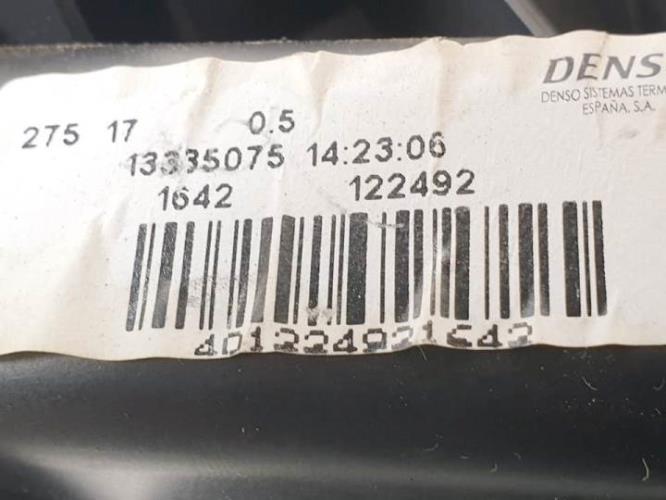 DENS
DENSO SISTEMAS TERM
ESPAÑA, S.A.
275 17 0.5
13335075 14:23:06
1642 122492
401224921642